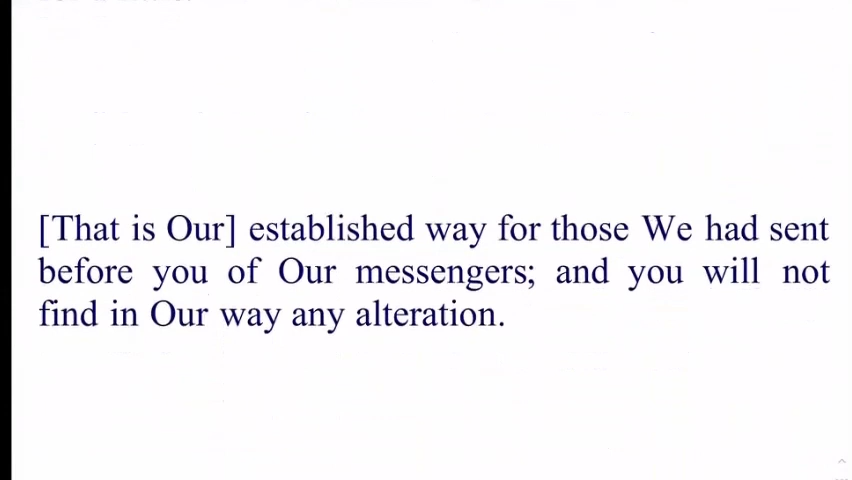 [That is Our] established way for those We had sent
before you of Our messengers; and you will not
find in Our way any alteration.